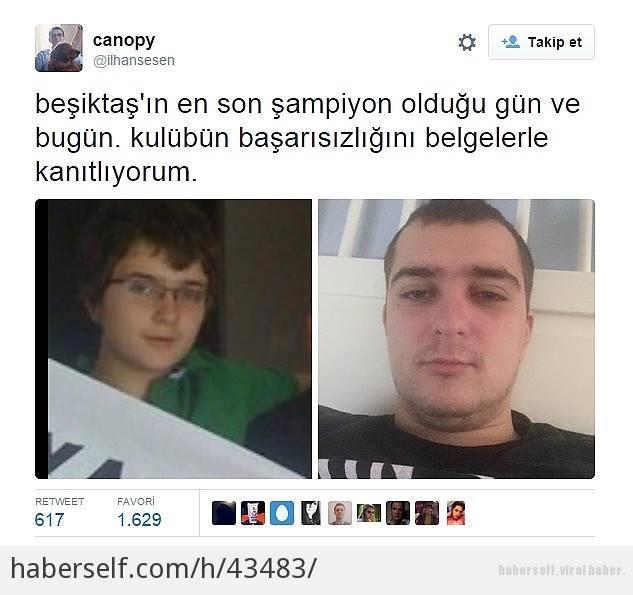 canopy
@ilhansesen
Takip et
beşiktaş'ın en son şampiyon olduğu gün ve
bugün. kulübün başarısızlığını belgelerle
kanıtlıyorum.
RETWEET FAVORİ
617 1.629
haberself.com/h/43483/
haberself, viral haber.